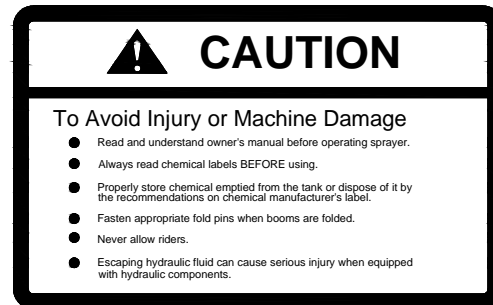 CAUTION
To Avoid Injury or Machine Damage
● Read and understand owner's manual before operating sprayer.
● Always read chemical labels BEFORE using.
● Properly store chemical emptied from the tank or dispose of it by
the recommendations on chemical manufacturer's label.
● Fasten appropriate fold pins when booms are folded.
● Never allow riders.
● Escaping hydraulic fluid can cause serious injury when equipped
with hydraulic components.